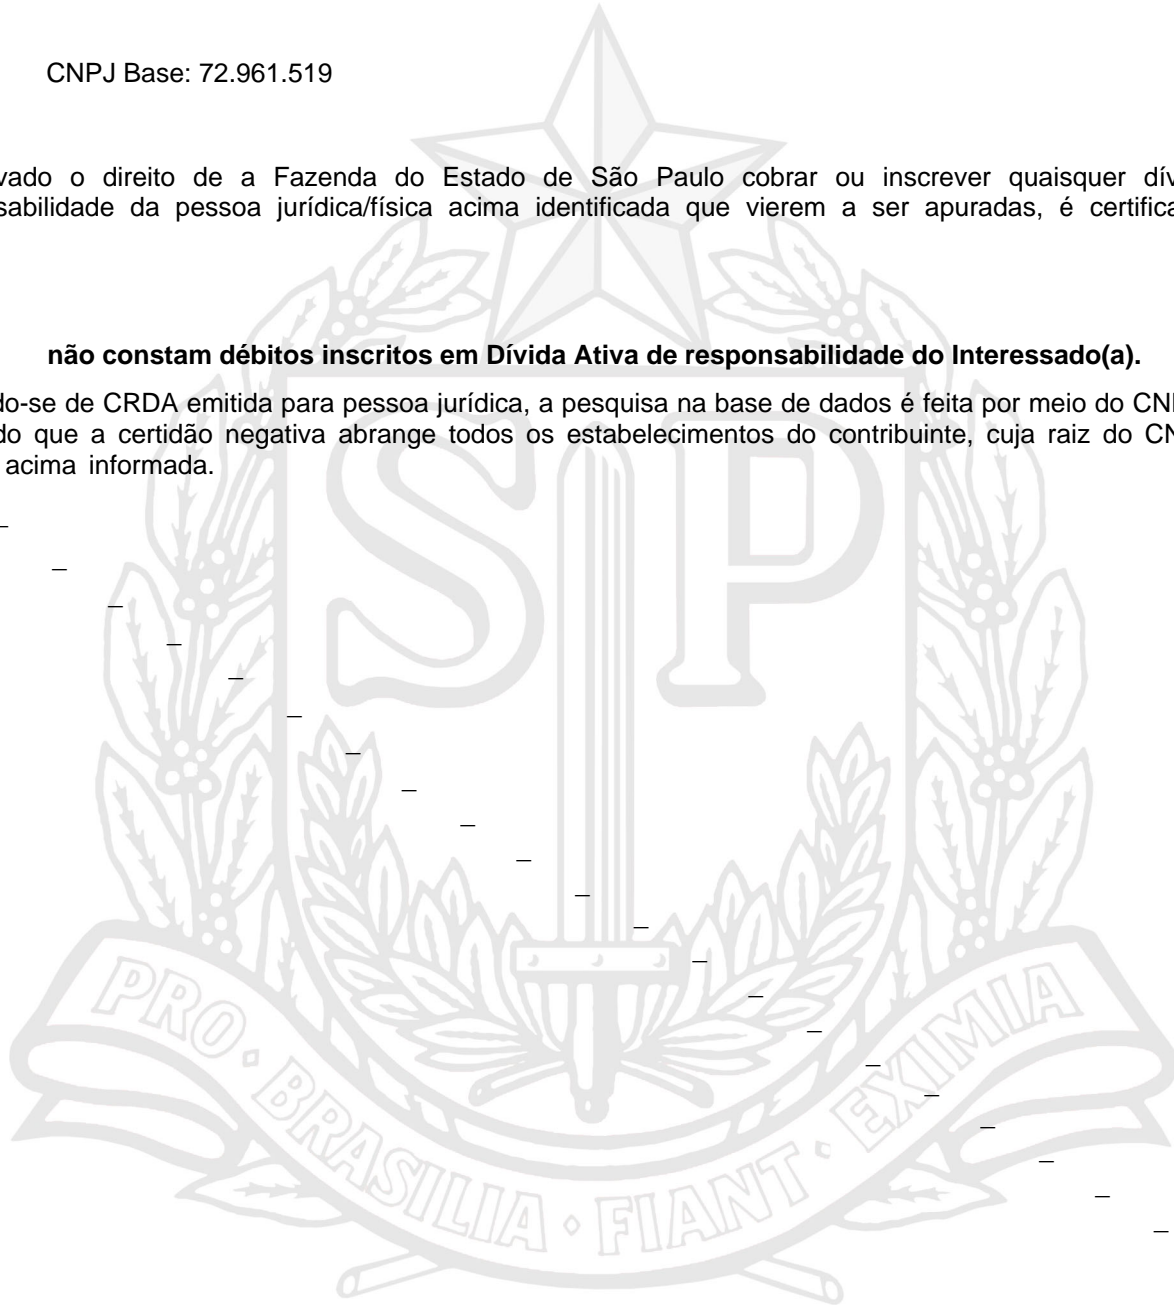 CNPJ Base: 72.961.519
vado o direito de a Fazenda do Estado de São Paulo cobrar ou inscrever quaisquer dív
sabilidade da pessoa jurídica/física acima identificada que vierem a ser apuradas, é certifica
não constam débitos inscritos em Dívida Ativa de responsabilidade do Interessado(a).
do-se de CRDA emitida para pessoa jurídica, a pesquisa na base de dados é feita por meio do CN
do que a certidão negativa abrange todos os estabelecimentos do contribuinte, cuja raiz do CN
acima informada.
SP
PRO • BRASILIA • FIANT • EXIMIA